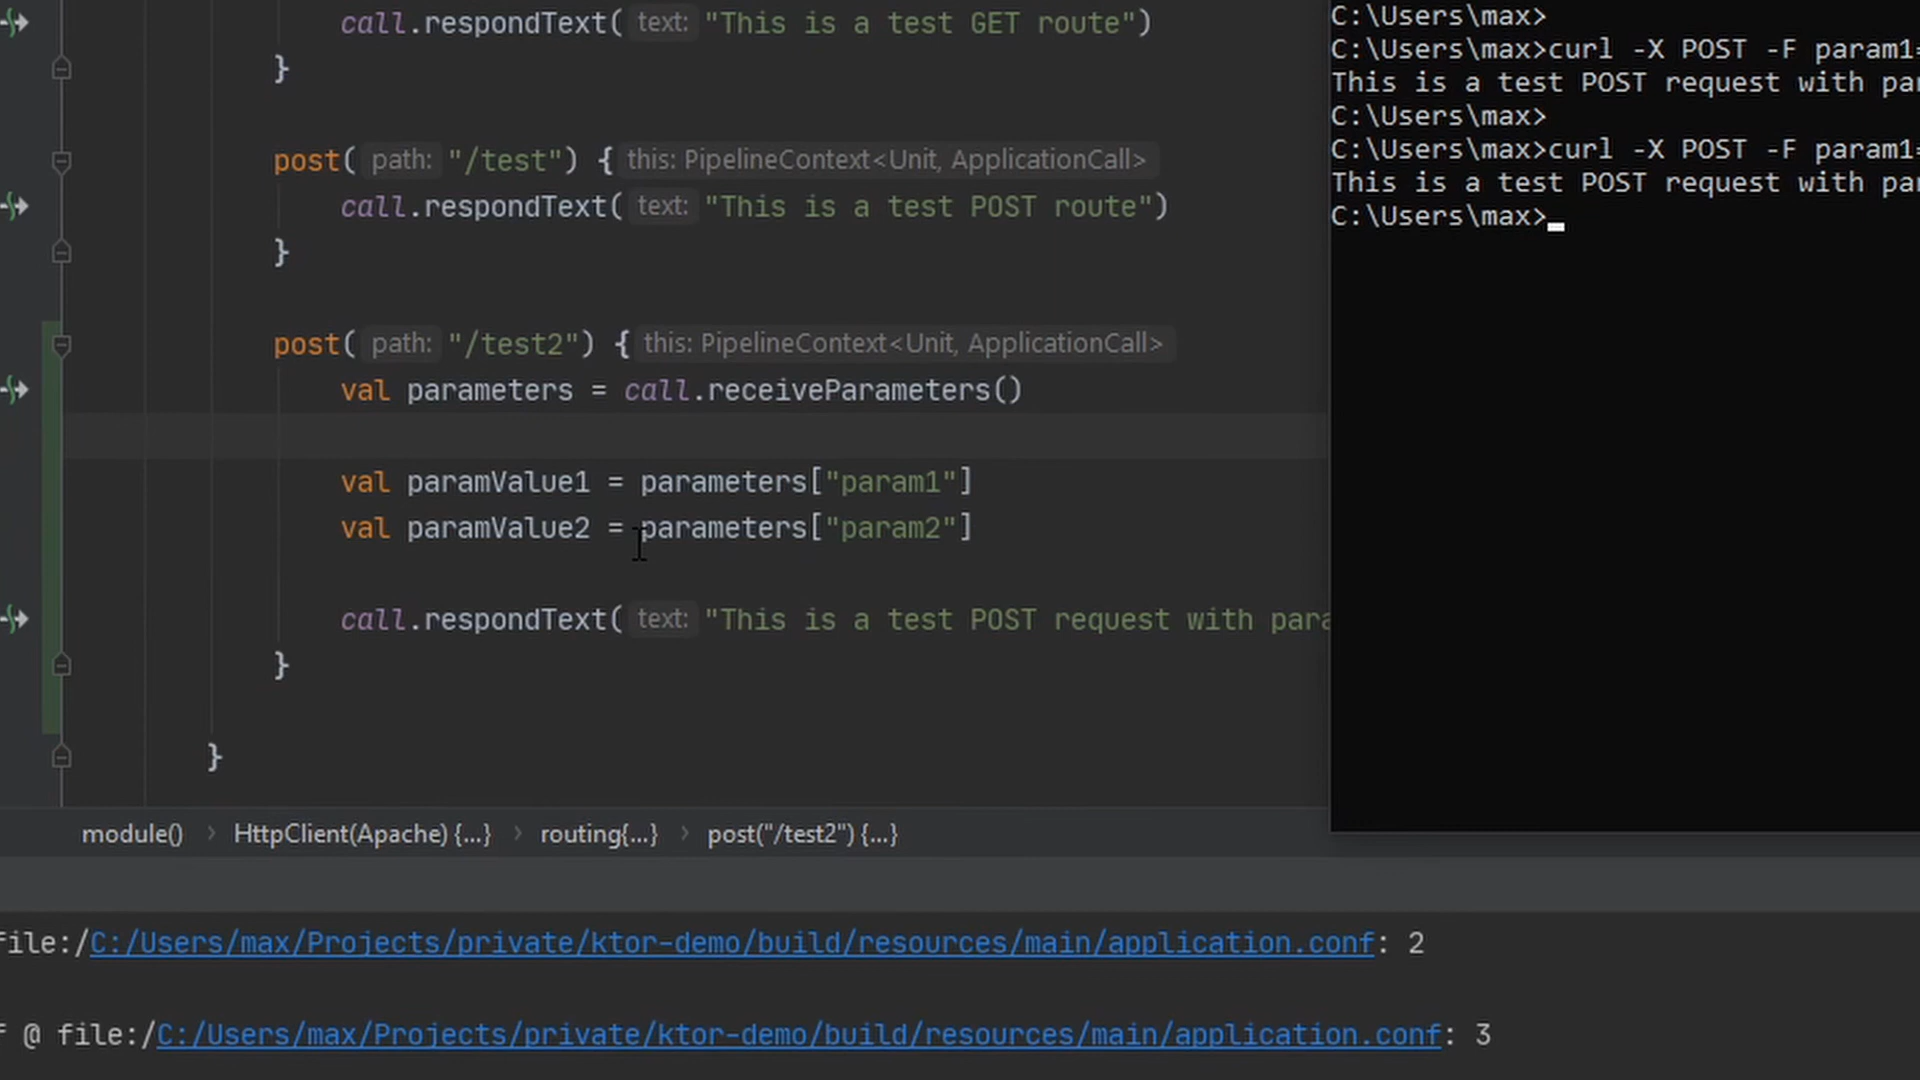 call.respondText( text: "This is a test GET route")
}
post( path: "/test") { this: PipelineContext<Unit, ApplicationCall>
call.respondText( text: "This is a test POST route")
}
post( path: "/test2") { this: PipelineContext<Unit, ApplicationCall>
val parameters = call.receiveParameters()
val paramValue1 = parameters["param1"]
val paramValue2 = parameters["param2"]
call.respondText( text: "This is a test POST request with para
}
}
module() › HttpClient(Apache) {...} › routing{...} › post("/test2") {...}
C:\Users\max>
C:\Users\max>curl -X POST -F param1=
This is a test POST request with par
C:\Users\max>
C:\Users\max>curl -X POST -F param1=
This is a test POST request with par
C:\Users\max>
file:/C:/Users/max/Projects/private/ktor-demo/build/resources/main/application.conf: 2
f @ file:/C:/Users/max/Projects/private/ktor-demo/build/resources/main/application.conf: 3